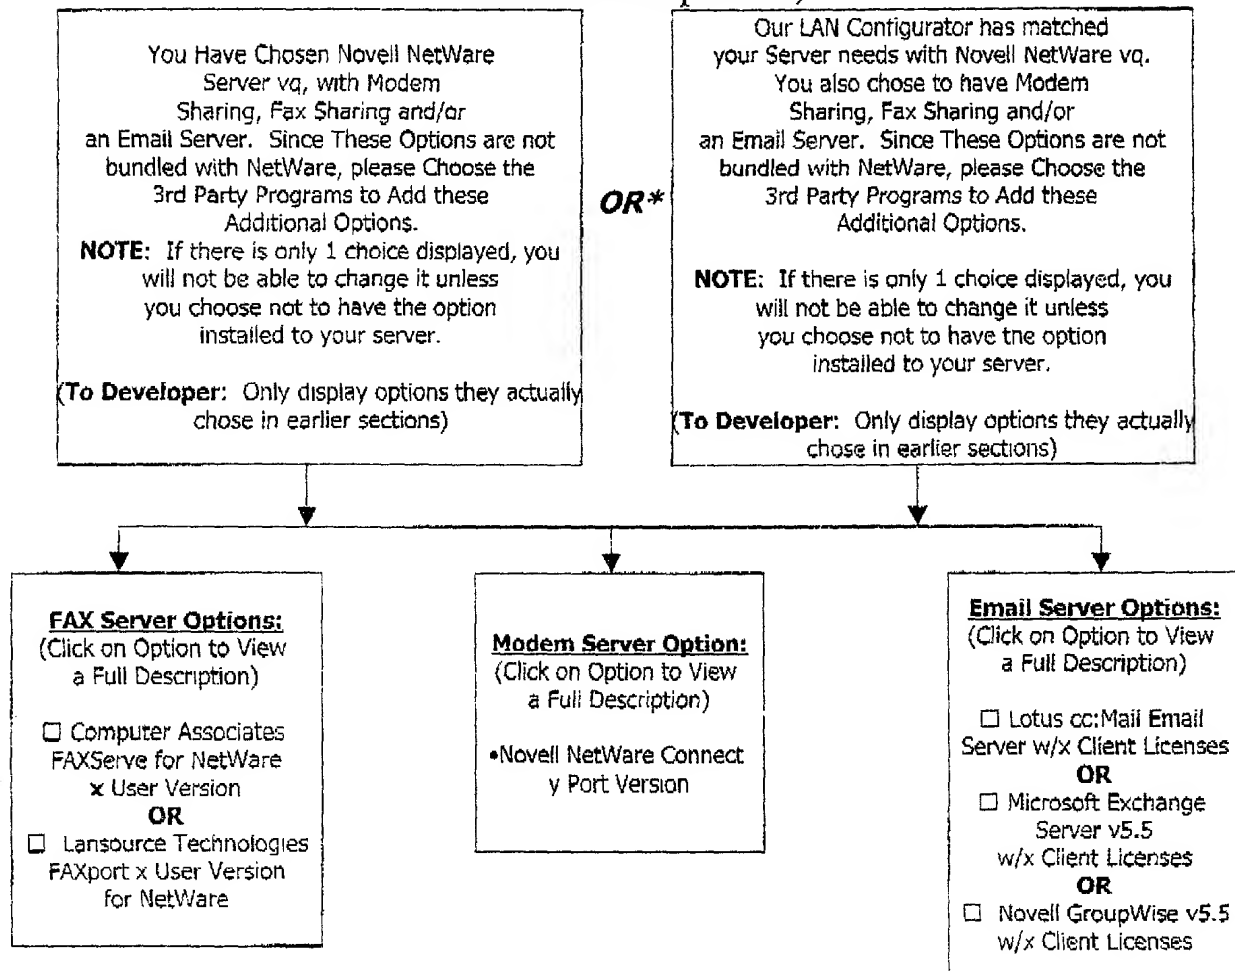 You Have Chosen Novell NetWare
Server vq, with Modem
Sharing, Fax Sharing and/or
an Email Server. Since These Options are not
bundled with NetWare, please Choose the
3rd Party Programs to Add these
Additional Options.
NOTE: If there is only 1 choice displayed, you
will not be able to change it unless
you choose not to have the option
installed to your server.
(To Developer: Only display options they actually
chose in earlier sections)
OR*
Our LAN Configurator has matched
your Server needs with Novell NetWare vq.
You also chose to have Modem
Sharing, Fax Sharing and/or
an Email Server. Since These Options are not
bundled with NetWare, please Choose the
3rd Party Programs to Add these
Additional Options.
NOTE: If there is only 1 choice displayed, you
will not be able to change it unless
you choose not to have the option
installed to your server.
(To Developer: Only display options they actually
chose in earlier sections)
FAX Server Options:
(Click on Option to View
a Full Description)
☐ Computer Associates
FAXServe for NetWare
x User Version
OR
☐ Lansource Technologies
FAXport x User Version
for NetWare
Modem Server Option:
(Click on Option to View
a Full Description)
•Novell NetWare Connect
y Port Version
Email Server Options:
(Click on Option to View
a Full Description)
☐ Lotus cc:Mail Email
Server w/x Client Licenses
OR
☐ Microsoft Exchange
Server v5.5
w/x Client Licenses
OR
☐ Novell GroupWise v5.5
w/x Client Licenses